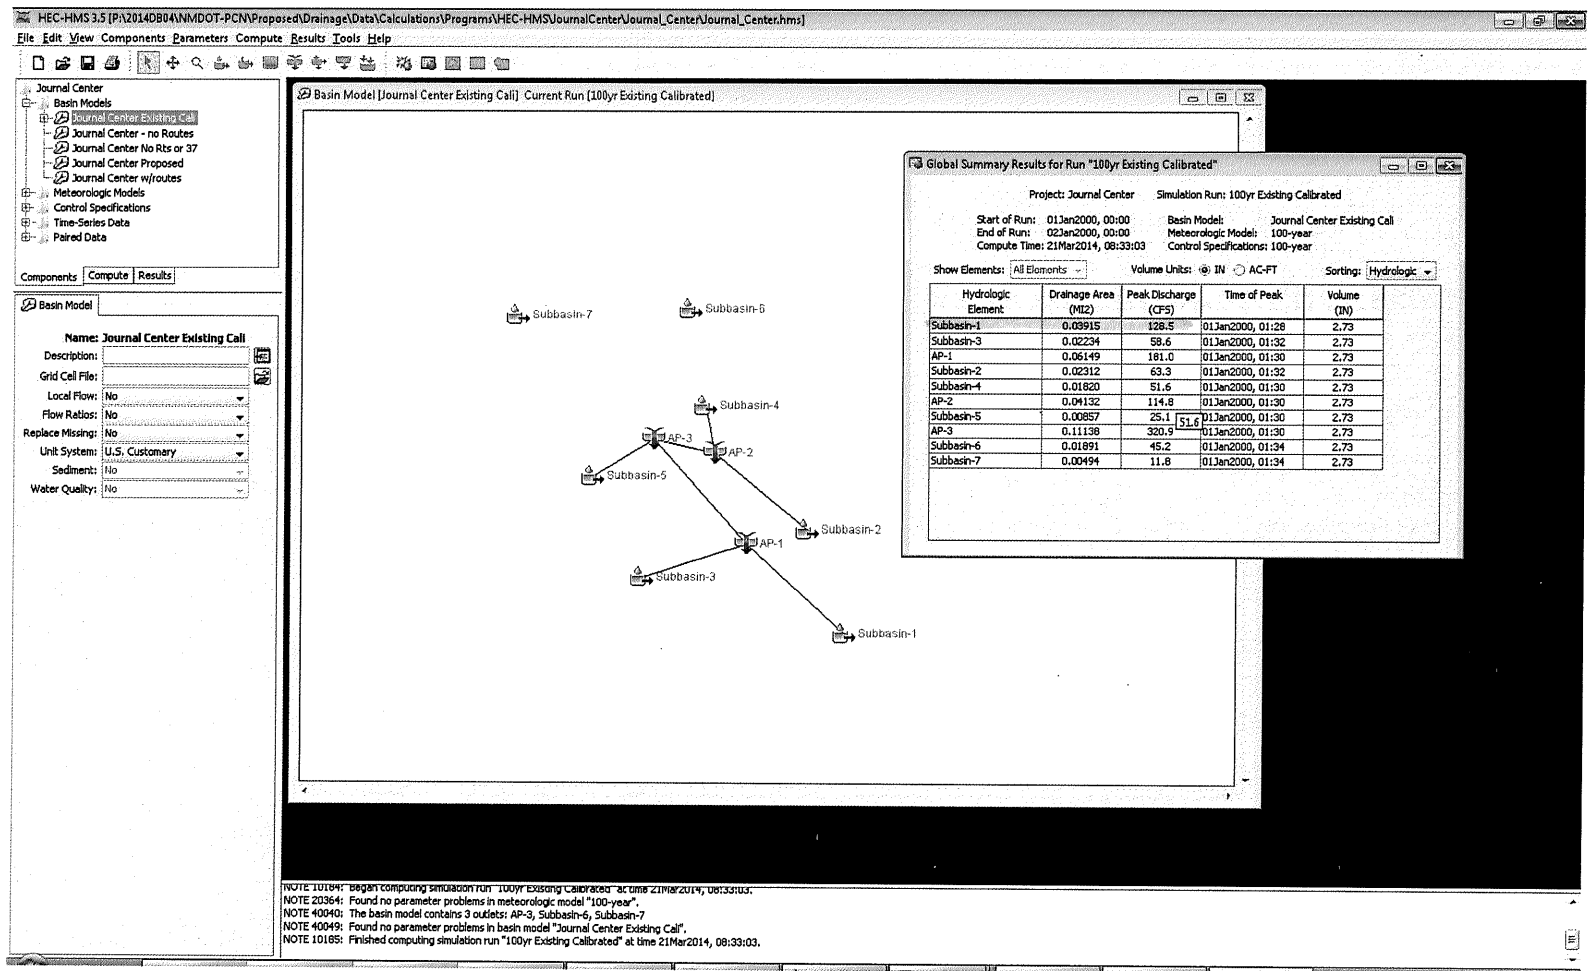 HEC-HMS 3.5 [P:\2014DB04\NMDOT-PCN\Proposed\Drainage\Data\Calculations\Programs\HEC-HMS\JournalCenter\Journal_Center\Journal_Center.hms]
File Edit View Components Parameters Compute Results Tools Help
Journal Center
Basin Models
Journal Center Existing Cali
Journal Center - no Routes
Journal Center No Rts or 37
Journal Center Proposed
Journal Center w/routes
Meteorologic Models
Control Specifications
Time-Series Data
Paired Data
Components Compute Results
Basin Model
Name: Journal Center Existing Cali
Description:
Grid Cell File:
Local Flow: No
Flow Ratios: No
Replace Missing: No
Unit System: U.S. Customary
Sediment: No
Water Quality: No
Basin Model [Journal Center Existing Cali] Current Run [100yr Existing Calibrated]
Subbasin-7
Subbasin-6
Subbasin-4
AP-3
AP-2
Subbasin-5
Subbasin-2
AP-1
Subbasin-3
Subbasin-1
Global Summary Results for Run "100yr Existing Calibrated"
Project: Journal Center Simulation Run: 100yr Existing Calibrated
Start of Run: 01Jan2000, 00:00 Basin Model: Journal Center Existing Cali
End of Run: 02Jan2000, 00:00 Meteorologic Model: 100-year
Compute Time: 21Mar2014, 08:33:03 Control Specifications: 100-year
Show Elements: All Elements Volume Units: IN AC-FT Sorting: Hydrologic
Hydrologic Drainage Area Peak Discharge Time of Peak Volume
Element (MI2) (CFS) (IN)
Subbasin-1 0.03915 128.5 01Jan2000, 01:28 2.73
Subbasin-3 0.02234 58.6 01Jan2000, 01:32 2.73
AP-1 0.06149 181.0 01Jan2000, 01:30 2.73
Subbasin-2 0.02312 63.3 01Jan2000, 01:32 2.73
Subbasin-4 0.01820 51.6 01Jan2000, 01:30 2.73
AP-2 0.04132 114.8 01Jan2000, 01:30 2.73
Subbasin-5 0.00857 25.1 01Jan2000, 01:30 2.73
51.6
AP-3 0.11138 320.9 01Jan2000, 01:30 2.73
Subbasin-6 0.01891 45.2 01Jan2000, 01:34 2.73
Subbasin-7 0.00494 11.8 01Jan2000, 01:34 2.73
NOTE 10184: Began computing simulation run "100yr Existing Calibrated" at time 21Mar2014, 08:33:03.
NOTE 20364: Found no parameter problems in meteorologic model "100-year".
NOTE 40040: The basin model contains 3 outlets: AP-3, Subbasin-6, Subbasin-7
NOTE 40049: Found no parameter problems in basin model "Journal Center Existing Cali".
NOTE 10185: Finished computing simulation run "100yr Existing Calibrated" at time 21Mar2014, 08:33:03.